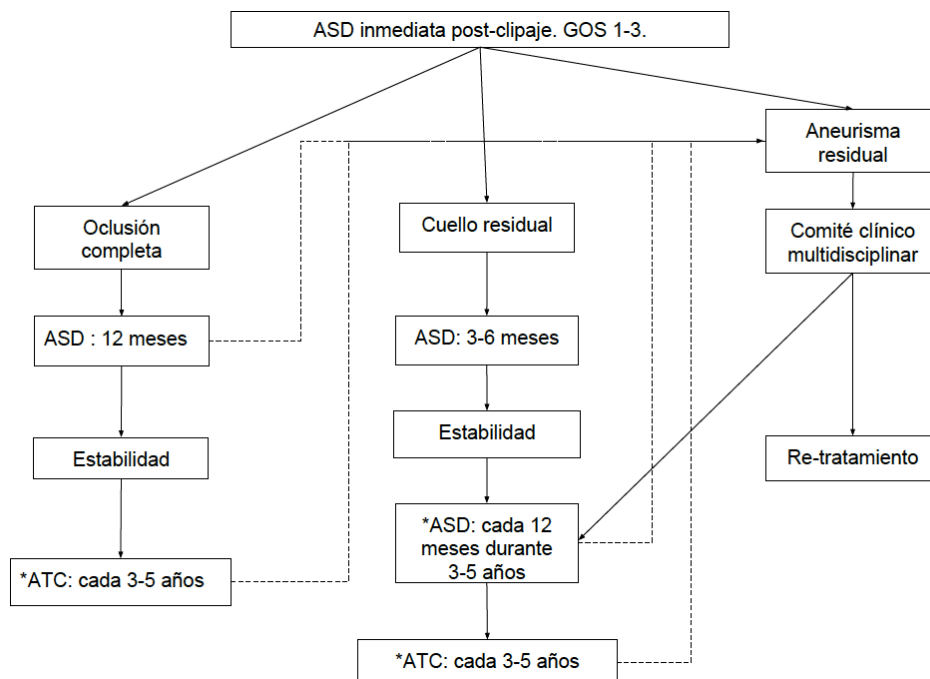 ASD inmediata post-clipaje. GOS 1-3.
Aneurisma
residual
Oclusión
completa
Cuello residual
Comité clínico
multidisciplinar
ASD : 12 meses
ASD: 3-6 meses
Estabilidad
Estabilidad
Re-tratamiento
*ASD: cada 12
meses durante
3-5 años
*ATC: cada 3-5 años
*ATC: cada 3-5 años